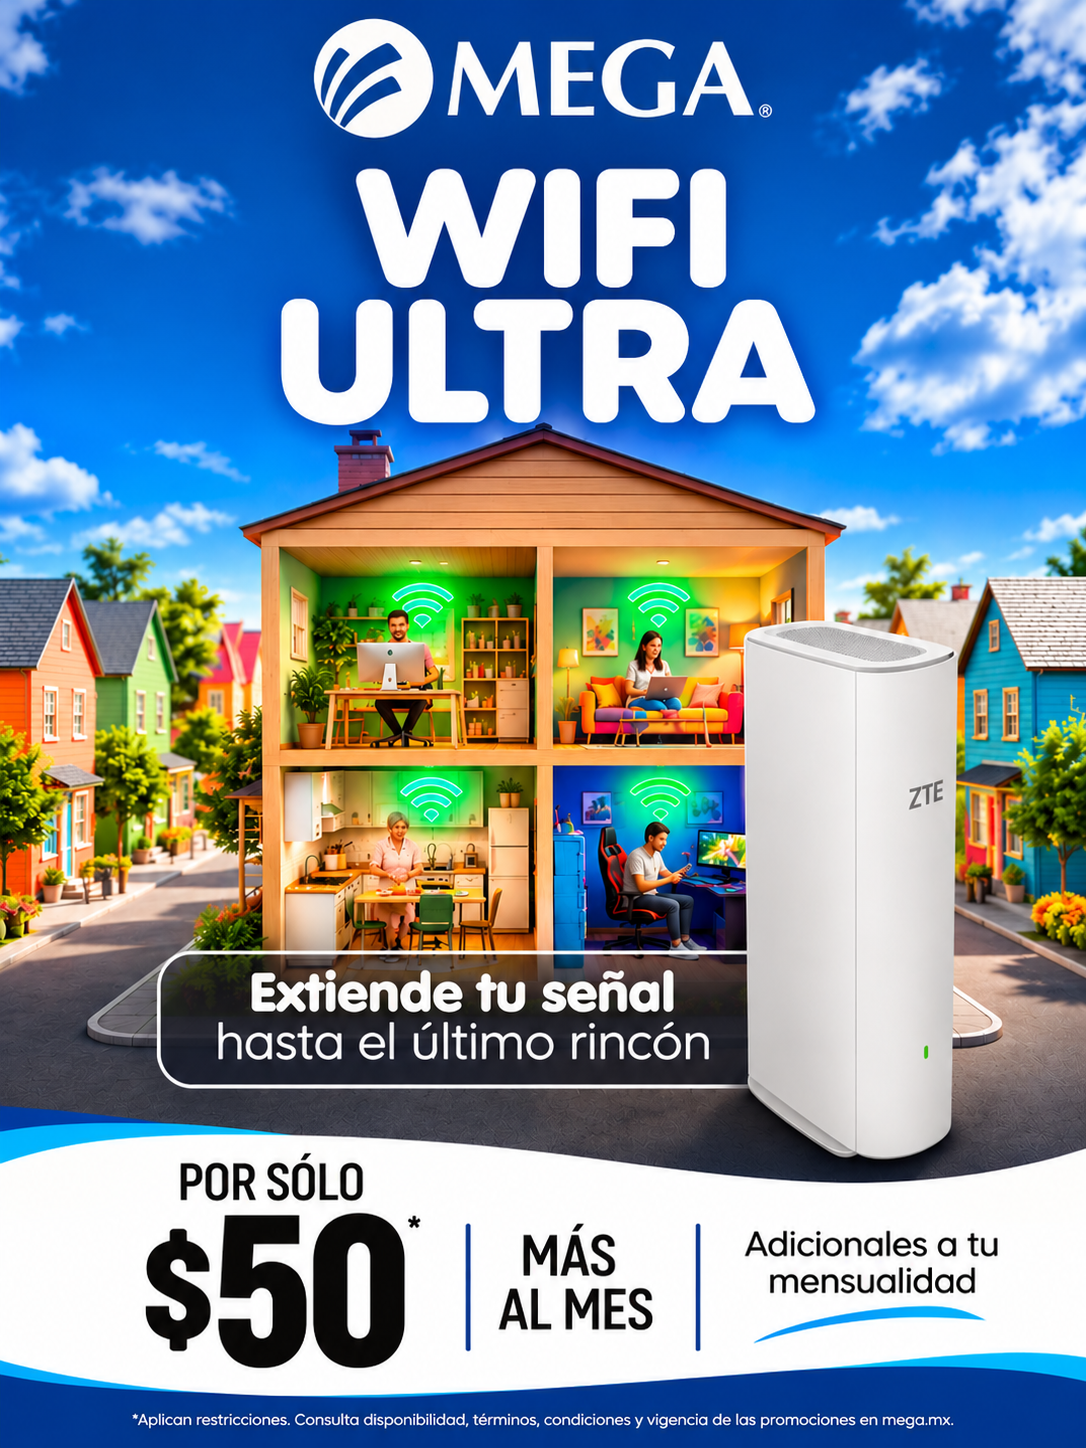 MEGA®
WIFI
ULTRA
ZTE
Extiende tu señal
hasta el último rincón
POR SÓLO
$50*
MÁS
AL MES
Adicionales a tu
mensualidad
*Aplican restricciones. Consulta disponibilidad, términos, condiciones y vigencia de las promociones en mega.mx.